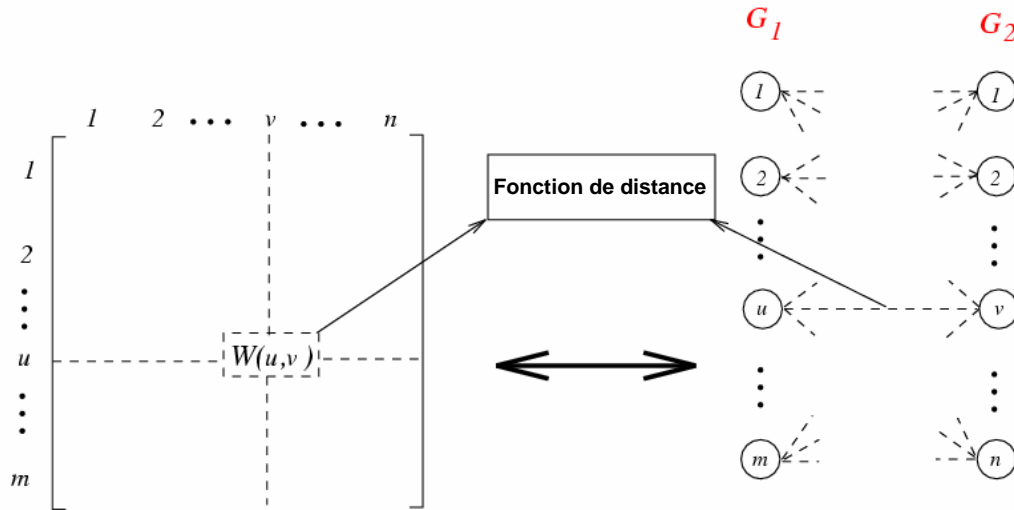 G1 G2
1 2 ... v ... n
1
2
...
u
...
m
W(u,v)
Fonction de distance
1 1
2 2
...
u v
...
m n